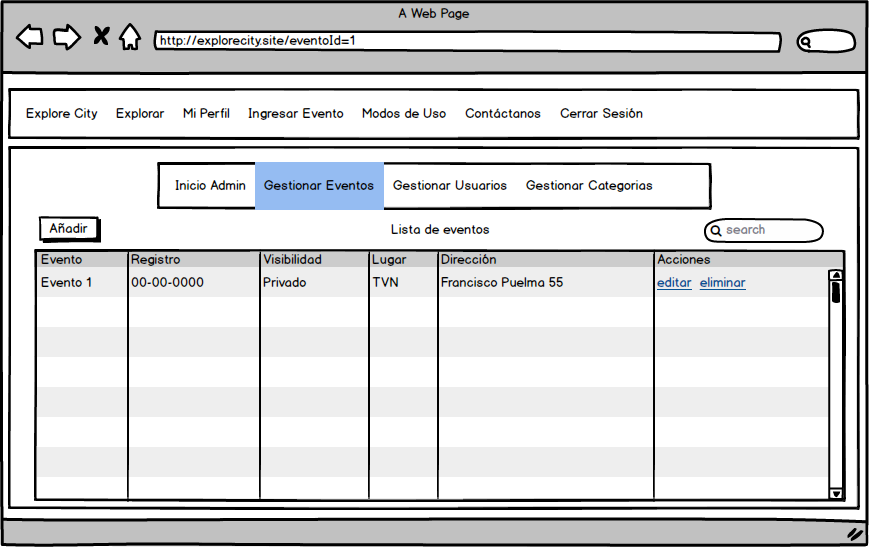 A Web Page
http://explorecity.site/eventoId=1
Explore City Explorar Mi Perfil Ingresar Evento Modos de Uso Contáctanos Cerrar Sesión
Inicio Admin Gestionar Eventos Gestionar Usuarios Gestionar Categorias
Añadir Lista de eventos search
Evento Registro Visibilidad Lugar Dirección Acciones
Evento 1 00-00-0000 Privado TVN Francisco Puelma 55 editar eliminar